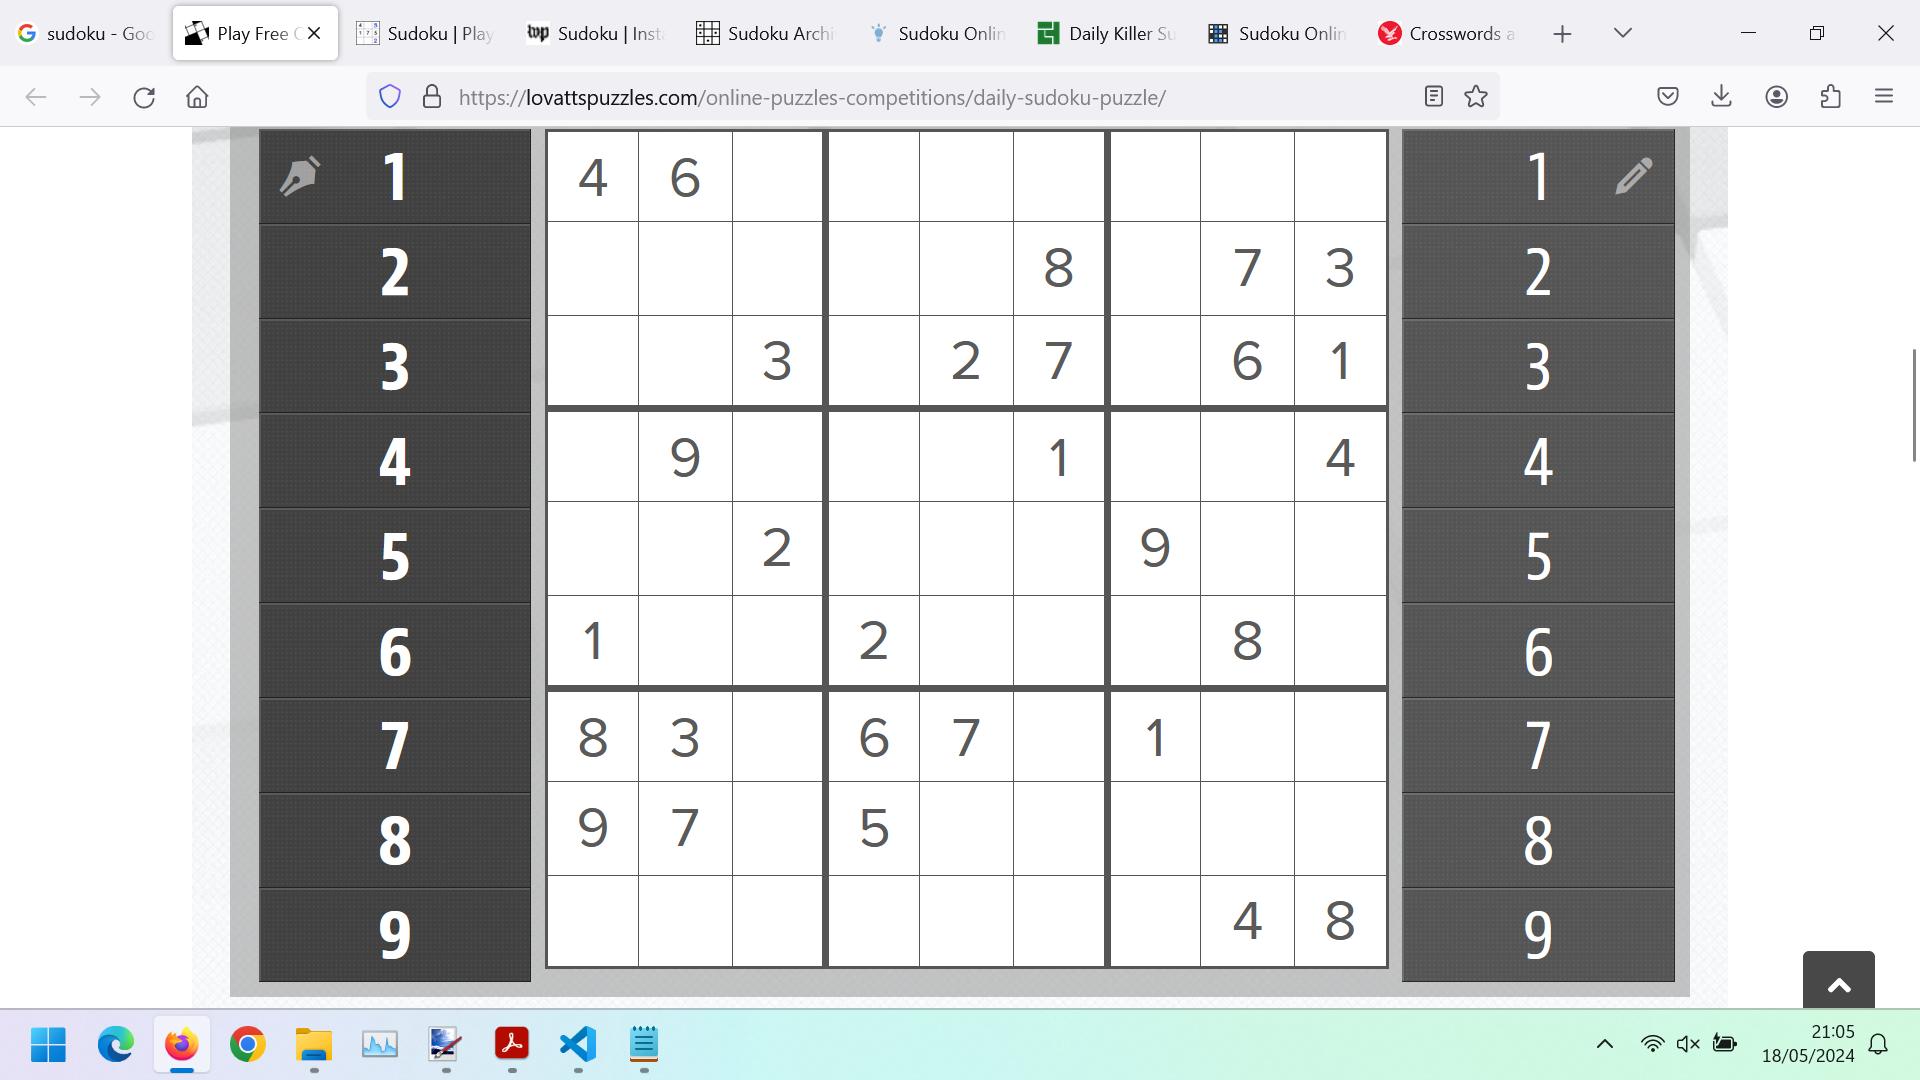 sudoku - Goo
Play Free C
Sudoku | Play
wp
Sudoku | Inst
Sudoku Archi
Sudoku Onlin
Daily Killer Su
Sudoku Onlin
Crosswords a
https://lovattspuzzles.com/online-puzzles-competitions/daily-sudoku-puzzle/
1 4 6 1
2 8 7 3 2
3 3 2 7 6 1 3
4 9 1 4 4
5 2 9 5
6 1 2 8 6
7 8 3 6 7 1 7
8 9 7 5 8
9 4 8 9
21:05
18/05/2024